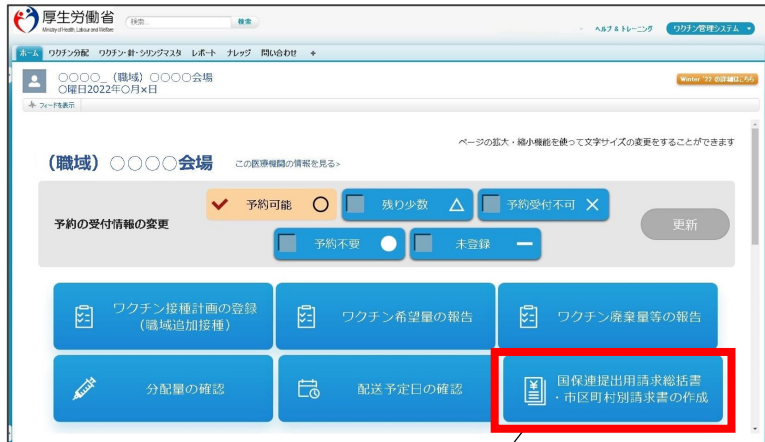 厚生労働省
Ministry of Health, Labour and Welfare
検索...
検索
ヘルプ & トレーニング
ワクチン管理システム
ホーム ワクチン分配 ワクチン・針・シリンジマスタ レポート ナレッジ 問い合わせ +
○○○○_（職域）○○○○会場
○曜日2022年○月×日
Winter '22 の詳細はこちら
フィードを表示
ページの拡大・縮小機能を使って文字サイズの変更をすることができます
（職域）○○○○会場 この医療機関の情報を見る>
予約の受付情報の変更
予約可能 ○
残り少数 △
予約受付不可 ×
予約不要 ●
未登録 ー
更新
ワクチン接種計画の登録
（職域追加接種）
ワクチン希望量の報告
ワクチン廃棄量等の報告
分配量の確認
配送予定日の確認
国保連提出用請求総括書
・市区町村別請求書の作成